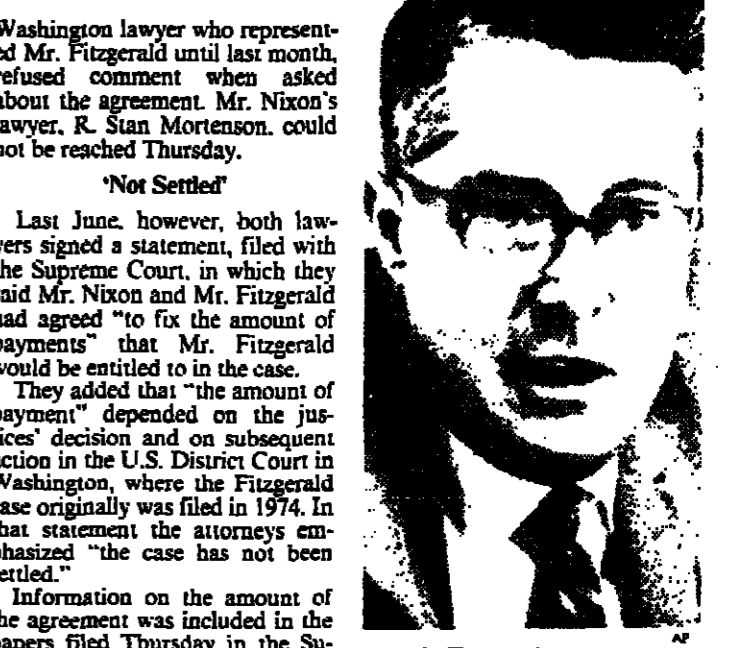 Washington lawyer who represent-
ed Mr. Fitzgerald until last month,
refused comment when asked
about the agreement. Mr. Nixon's
lawyer, R. Stan Mortenson, could
not be reached Thursday.
'Not Settled'
Last June, however, both law-
yers signed a statement, filed with
the Supreme Court, in which they
said Mr. Nixon and Mr. Fitzgerald
had agreed "to fix the amount of
payments" that Mr. Fitzgerald
would be entitled to in the case.
They added that "the amount of
payment" depended on the jus-
tices' decision and on subsequent
action in the U.S. District Court in
Washington, where the Fitzgerald
case originally was filed in 1974. In
that statement the attorneys em-
phasized "the case has not been
settled."
Information on the amount of
the agreement was included in the
papers filed Thursday in the Su-
AP